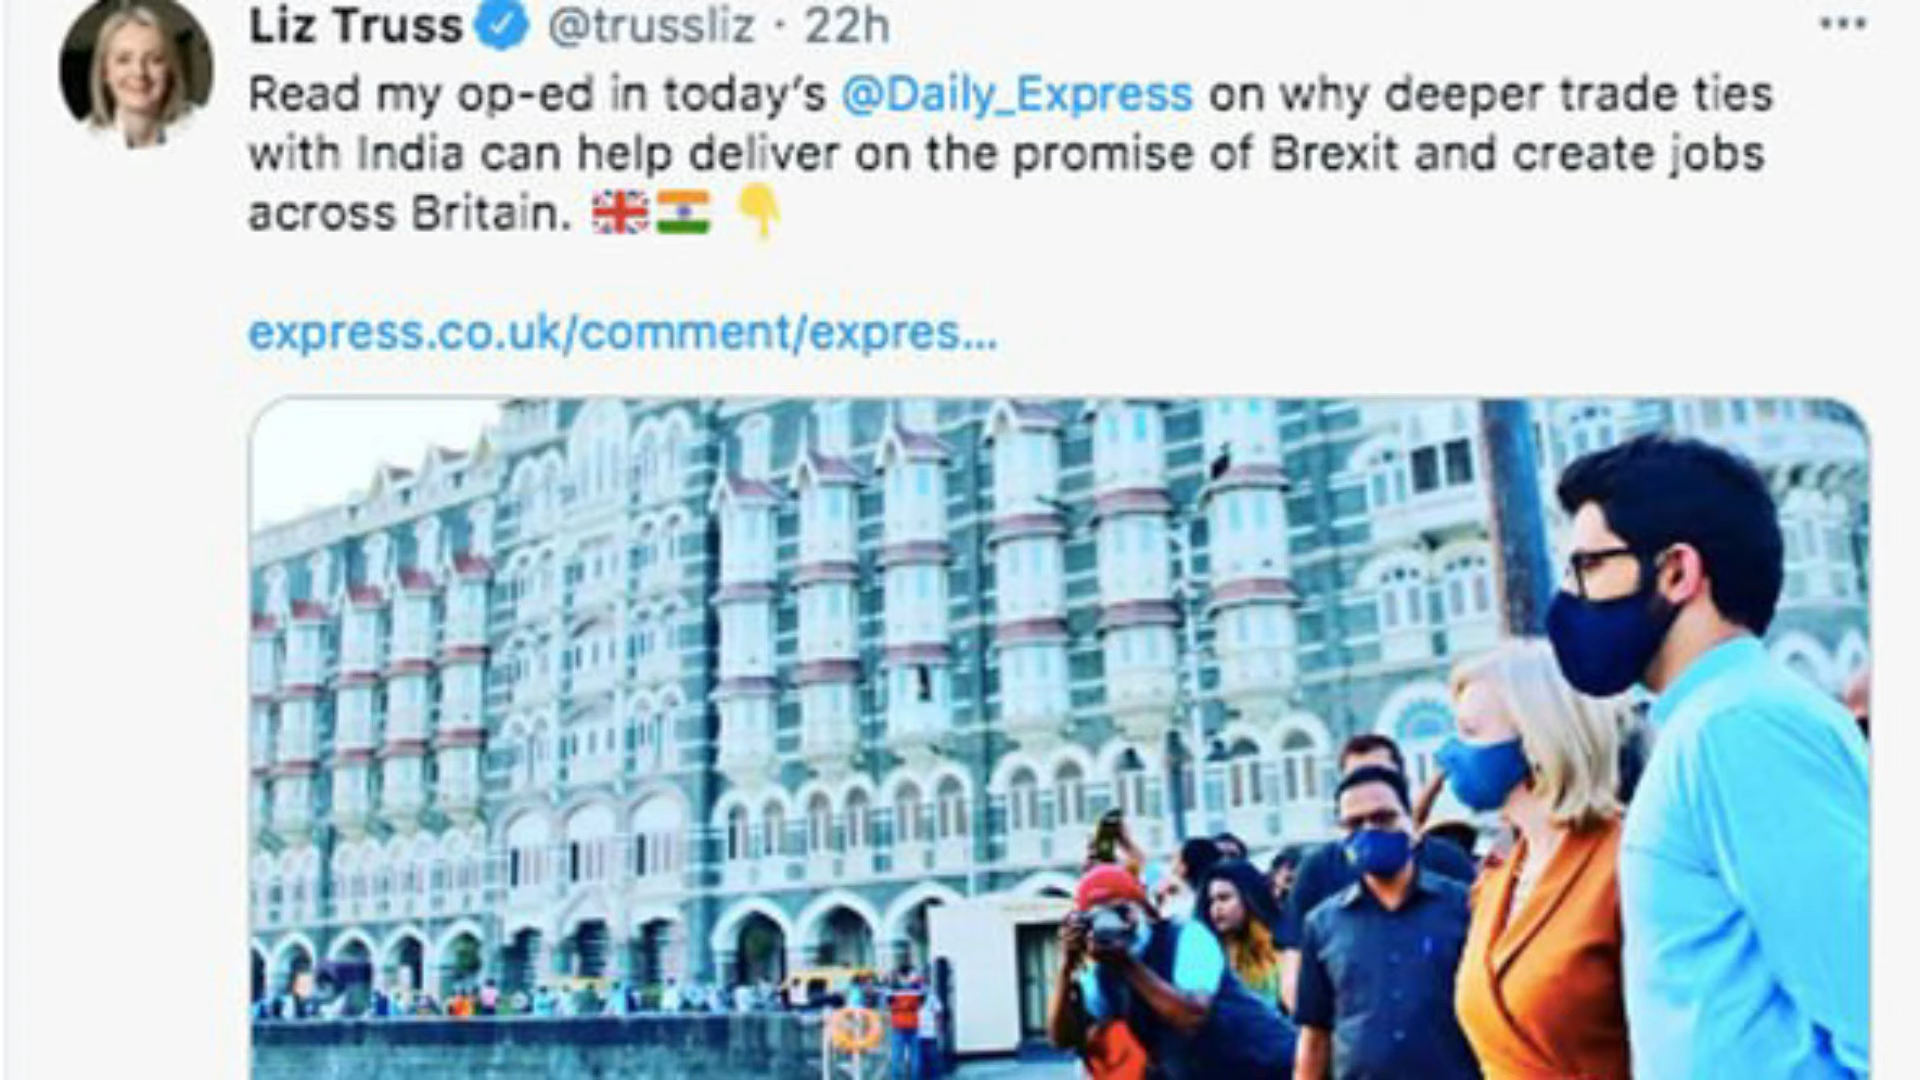 Liz Truss @trussliz · 22h
Read my op-ed in today's @Daily_Express on why deeper trade ties
with India can help deliver on the promise of Brexit and create jobs
across Britain. 🇬🇧🇮🇳 👇
express.co.uk/comment/expres...